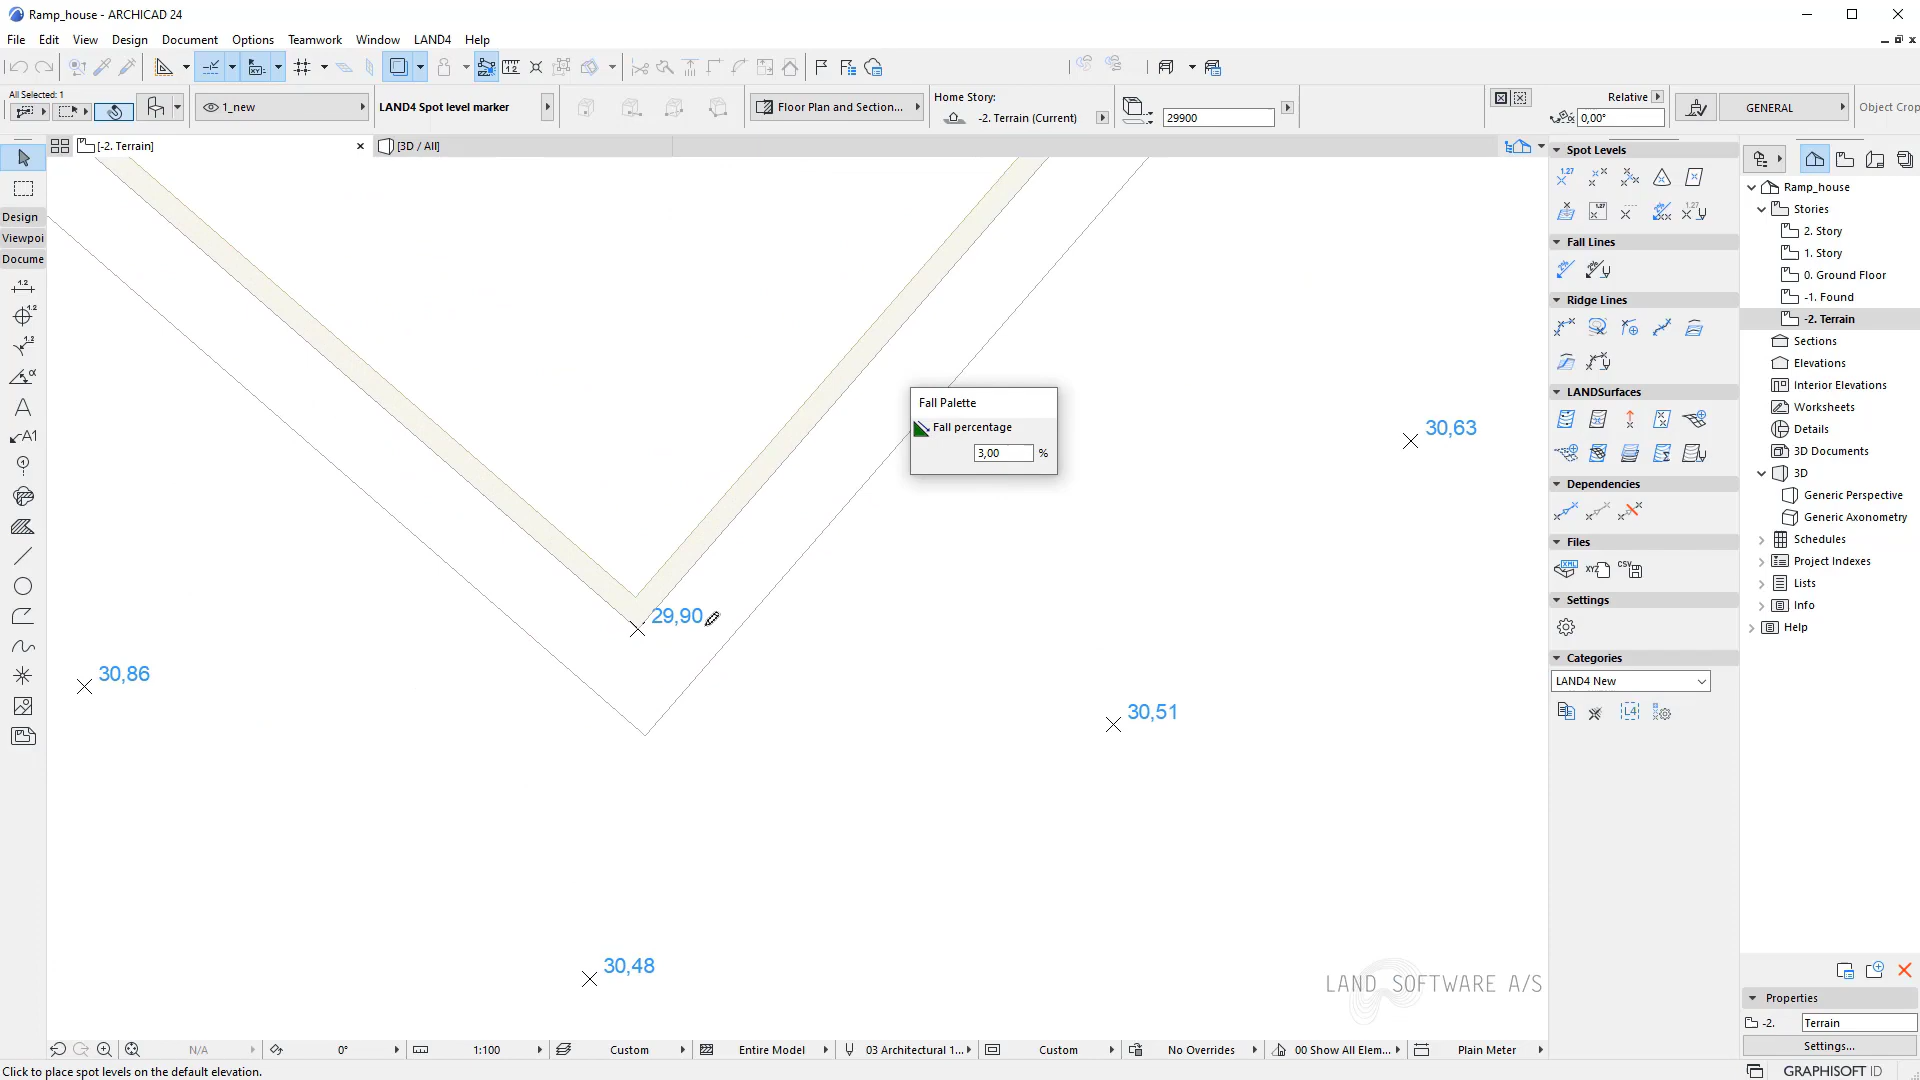 Ramp_house - ARCHICAD 24
File Edit View Design Document Options Teamwork Window LAND4 Help
All Selected: 1
1_new
LAND4 Spot level marker
Floor Plan and Section...
Home Story:
-2. Terrain (Current)
29900
Relative
0,00°
GENERAL
Object Crop
[-2. Terrain]
[3D / All]
Design
Viewpoi
Docume
Spot Levels
Fall Lines
Ridge Lines
LANDSurfaces
Dependencies
Files
Settings
Categories
LAND4 New
Ramp_house
Stories
2. Story
1. Story
0. Ground Floor
-1. Found
-2. Terrain
Sections
Elevations
Interior Elevations
Worksheets
Details
3D Documents
3D
Generic Perspective
Generic Axonometry
Schedules
Project Indexes
Lists
Info
Help
Fall Palette
Fall percentage
3,00 %
30,63
29,90
30,86
30,51
30,48
LAND SOFTWARE A/S
Properties
-2. Terrain
Settings...
N/A 0° 1:100 Custom Entire Model 03 Architectural 1... Custom No Overrides 00 Show All Elem... Plain Meter
Click to place spot levels on the default elevation.
GRAPHISOFT ID